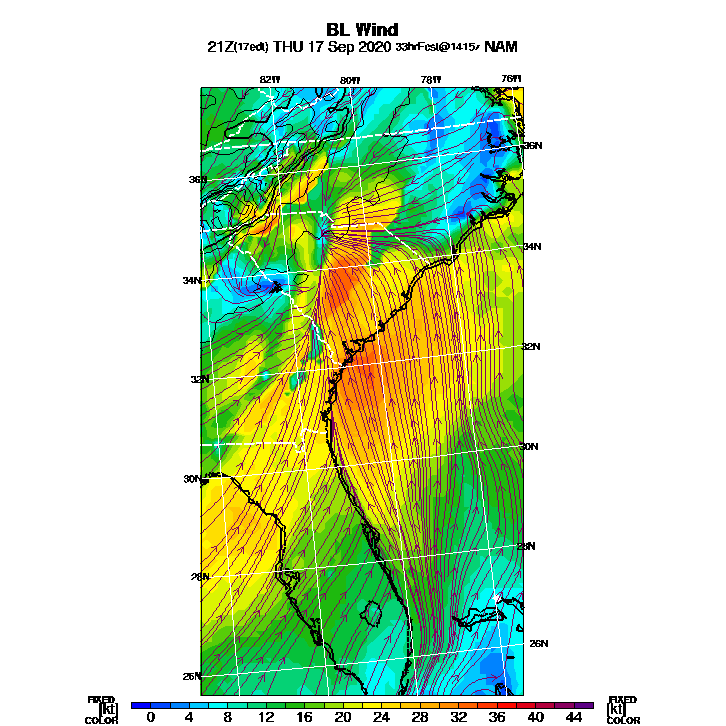 BL Wind
21Z(17edt) THU 17 Sep 2020 33hrFcst@1415z NAM
82W 80W 78W 76W
36N
36N
34N
34N
32N
32N
30N
30N
28N
28N
26N
26N
FIXED FIXED
[kt] 0 4 8 12 16 20 24 28 32 36 40 44 [kt]
COLOR COLOR